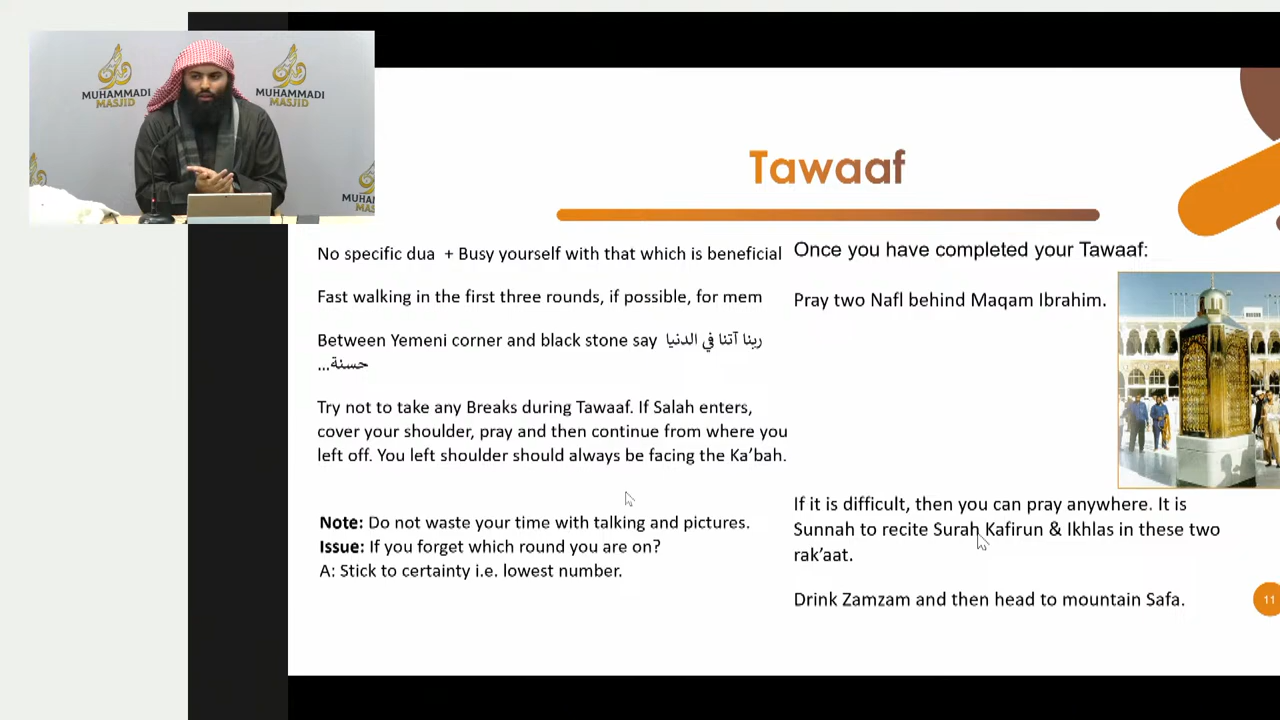 MUHAMMADI
MASJID
MUHAMMADI
MASJID
MUH
MAS
Tawaaf
No specific dua + Busy yourself with that which is beneficial
Fast walking in the first three rounds, if possible, for mem
Between Yemeni corner and black stone say ربنا آتنا في الدنيا
حسنة...
Try not to take any Breaks during Tawaaf. If Salah enters,
cover your shoulder, pray and then continue from where you
left off. You left shoulder should always be facing the Ka’bah.
Note: Do not waste your time with talking and pictures.
Issue: If you forget which round you are on?
A: Stick to certainty i.e. lowest number.
Once you have completed your Tawaaf:
Pray two Nafl behind Maqam Ibrahim.
If it is difficult, then you can pray anywhere. It is
Sunnah to recite Surah Kafirun & Ikhlas in these two
rak’aat.
Drink Zamzam and then head to mountain Safa.
11